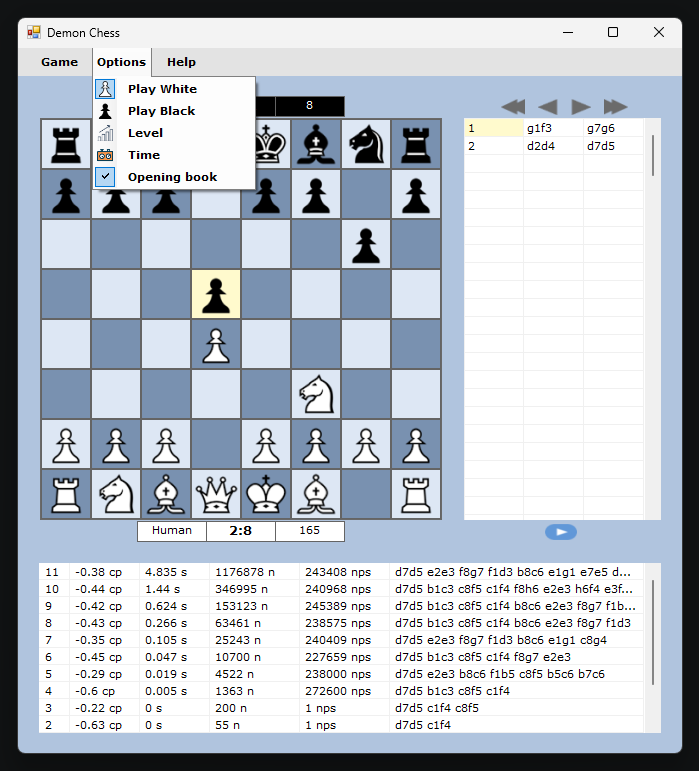 Demon Chess
Game Options Help
Play White
Play Black
Level
Time
Opening book
8
1 g1f3 g7g6
2 d2d4 d7d5
Human 2:8 165
11 -0.38 cp 4.835 s 1176878 n 243408 nps d7d5 e2e3 f8g7 f1d3 b8c6 e1g1 e7e5 d...
10 -0.44 cp 1.44 s 346995 n 240968 nps d7d5 b1c3 c8f5 c1f4 f8h6 e2e3 h6f4 e3f...
9 -0.42 cp 0.624 s 153123 n 245389 nps d7d5 b1c3 c8f5 c1f4 b8c6 e2e3 f8g7 f1b...
8 -0.43 cp 0.266 s 63461 n 238575 nps d7d5 b1c3 c8f5 c1f4 b8c6 e2e3 f8g7 f1d3
7 -0.35 cp 0.105 s 25243 n 240409 nps d7d5 e2e3 f8g7 f1d3 b8c6 e1g1 c8g4
6 -0.45 cp 0.047 s 10700 n 227659 nps d7d5 b1c3 c8f5 c1f4 f8g7 e2e3
5 -0.29 cp 0.019 s 4522 n 238000 nps d7d5 e2e3 b8c6 f1b5 c8f5 b5c6 b7c6
4 -0.6 cp 0.005 s 1363 n 272600 nps d7d5 b1c3 c8f5 c1f4
3 -0.22 cp 0 s 200 n 1 nps d7d5 c1f4 c8f5
2 -0.63 cp 0 s 55 n 1 nps d7d5 c1f4